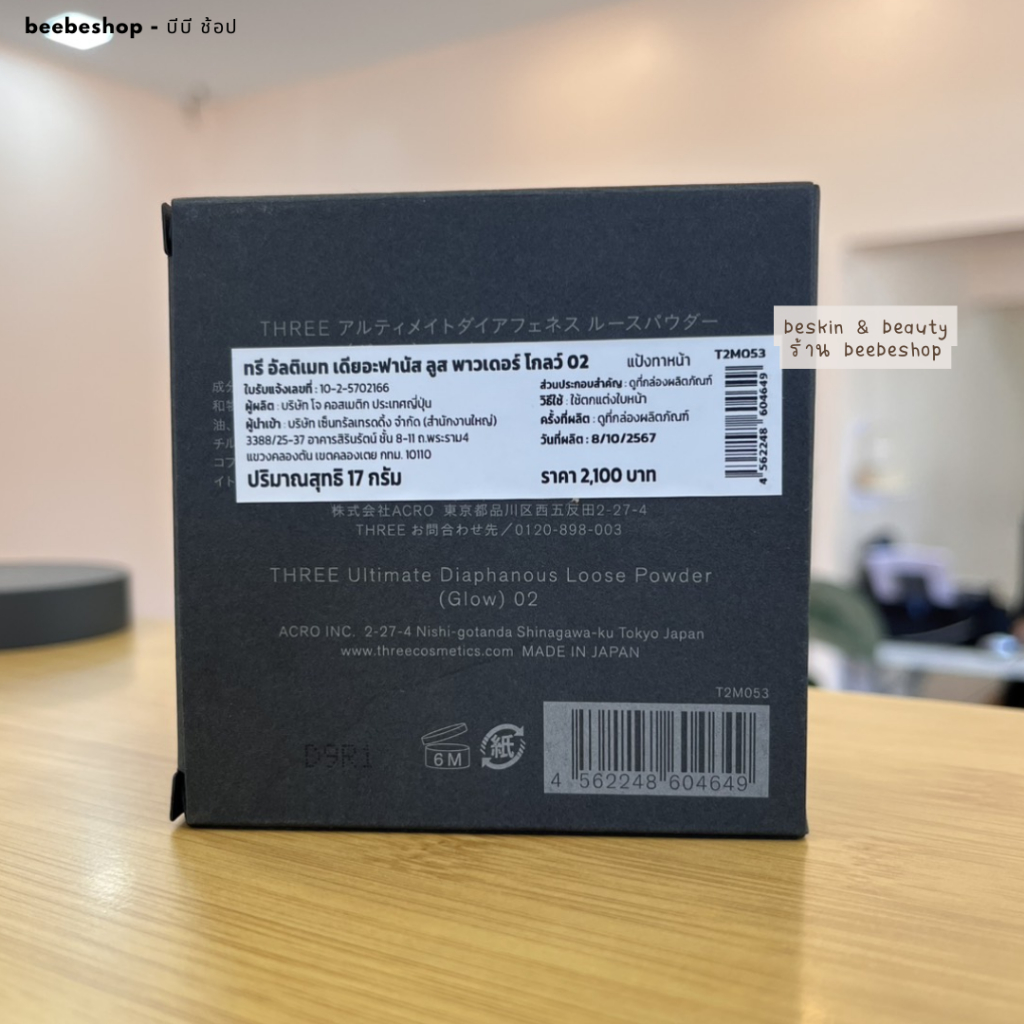 beebeshop - บีบี ช้อป
THREE アルティメイトダイアフェネス ルースパウダー
beskin & beauty
ร้าน beebeshop
ทรี อัลติเมท เดียอะฟานัส ลูส พาวเดอร์ โกลว์ 02 แป้งทาหน้า T2M053
ใบรับแจ้งเลขที่ : 10-2-5702166
ผู้ผลิต : บริษัท โจ คอสเมติก ประเทศญี่ปุ่น
ผู้นำเข้า : บริษัท เซ็นทรัลเทรดดิ้ง จำกัด (สำนักงานใหญ่)
3388/25-37 อาคารสิรินรัตน์ ชั้น 8-11 ถ.พระราม4
แขวงคลองตัน เขตคลองเตย กทม. 10110
ปริมาณสุทธิ 17 กรัม
ส่วนประกอบสำคัญ : ดูที่กล่องผลิตภัณฑ์
วิธีใช้ : ใช้ตกแต่งใบหน้า
ครั้งที่ผลิต : ดูที่กล่องผลิตภัณฑ์
วันที่ผลิต : 8/10/2567
ราคา 2,100 บาท
4 562248 604649
株式会社ACRO 東京都品川区西五反田2-27-4
THREE お問合わせ先/0120-898-003
THREE Ultimate Diaphanous Loose Powder
(Glow) 02
ACRO INC. 2-27-4 Nishi-gotanda Shinagawa-ku Tokyo Japan
www.threecosmetics.com MADE IN JAPAN
T2M053
D9R1
6M
紙
4 562248 604649